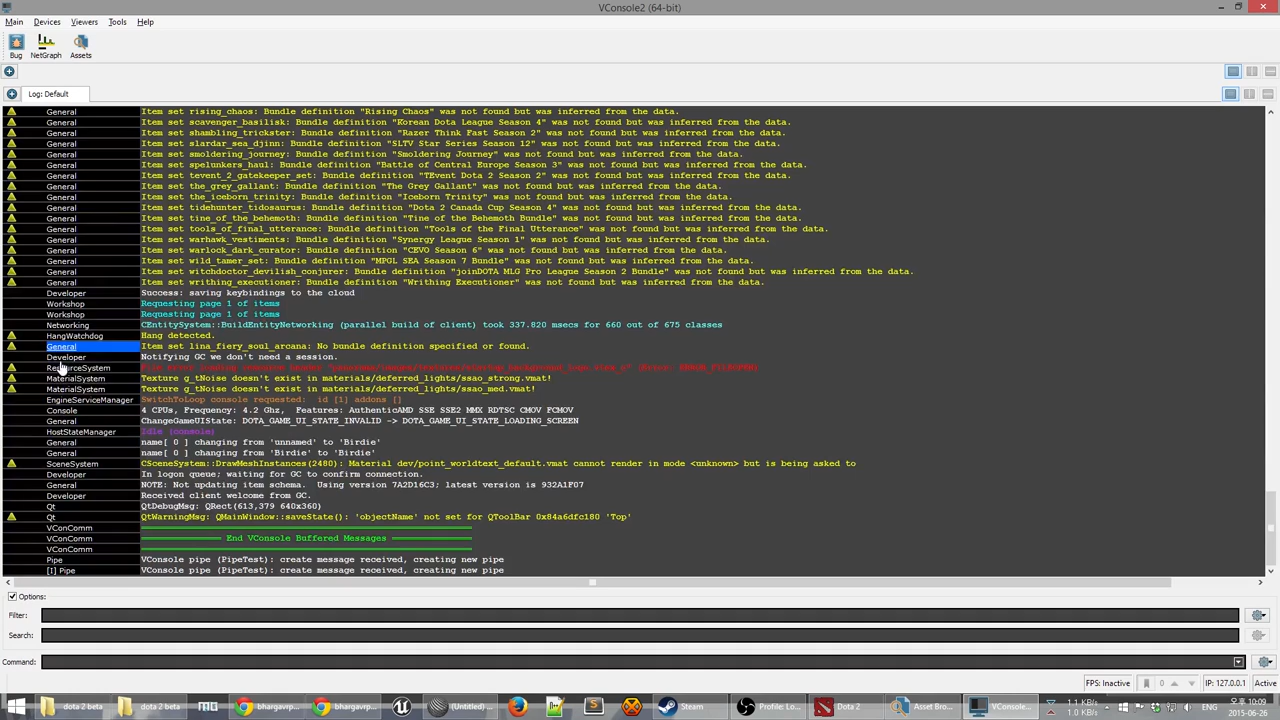 VConsole2 (64-bit)
Main Devices Viewers Tools Help
Bug NetGraph Assets
Log: Default
General Item set rising_chaos: Bundle definition "Rising Chaos" was not found but was inferred from the data.
General Item set scavenger_basilisk: Bundle definition "Korean Dota League Season 4" was not found but was inferred from the data.
General Item set shambling_trickster: Bundle definition "Razer Think Fast Season 2" was not found but was inferred from the data.
General Item set slardar_sea_djinn: Bundle definition "SLTV Star Series Season 12" was not found but was inferred from the data.
General Item set smoldering_journey: Bundle definition "Smoldering Journey" was not found but was inferred from the data.
General Item set spelunkers_haul: Bundle definition "Battle of Central Europe Season 3" was not found but was inferred from the data.
General Item set tevent_2_gatekeeper_set: Bundle definition "TEvent Dota 2 Season 2" was not found but was inferred from the data.
General Item set the_grey_gallant: Bundle definition "The Grey Gallant" was not found but was inferred from the data.
General Item set the_iceborn_trinity: Bundle definition "Iceborn Trinity" was not found but was inferred from the data.
General Item set tidehunter_tidosaurus: Bundle definition "Dota 2 Canada Cup Season 4" was not found but was inferred from the data.
General Item set tine_of_the_behemoth: Bundle definition "Tine of the Behemoth Bundle" was not found but was inferred from the data.
General Item set tools_of_final_utterance: Bundle definition "Tools of the Final Utterance" was not found but was inferred from the data.
General Item set warhawk_vestiments: Bundle definition "Synergy League Season 1" was not found but was inferred from the data.
General Item set warlock_dark_curator: Bundle definition "CEVO Season 6" was not found but was inferred from the data.
General Item set wild_tamer_set: Bundle definition "MPGL SEA Season 7 Bundle" was not found but was inferred from the data.
General Item set witchdoctor_devilish_conjurer: Bundle definition "joinDOTA MLG Pro League Season 2 Bundle" was not found but was inferred from the data.
General Item set writhing_executioner: Bundle definition "Writhing Executioner" was not found but was inferred from the data.
Developer Success: saving keybindings to the cloud
Workshop Requesting page 1 of items
Workshop Requesting page 1 of items
Networking CEntitySystem::BuildEntityNetworking (parallel build of client) took 337.820 msecs for 660 out of 675 classes
HangWatchdog Hang detected.
General Item set lina_fiery_soul_arcana: No bundle definition specified or found.
Developer Notifying GC we don't need a session.
ResourceSystem
MaterialSystem Texture g_tNoise doesn't exist in materials/deferred_lights/ssao_strong.vmat!
MaterialSystem Texture g_tNoise doesn't exist in materials/deferred_lights/ssao_med.vmat!
EngineServiceManager SwitchToLoop console requested: id [1] addons []
Console 4 CPUs, Frequency: 4.2 Ghz, Features: AuthenticAMD SSE SSE2 MMX RDTSC CMOV FCMOV
General ChangeGameUIState: DOTA_GAME_UI_STATE_INVALID -> DOTA_GAME_UI_STATE_LOADING_SCREEN
HostStateManager Idle (console)
General name[ 0 ] changing from 'unnamed' to 'Birdie'
General name[ 0 ] changing from 'Birdie' to 'Birdie'
SceneSystem CSceneSystem::DrawMeshInstances(2480): Material dev/point_worldtext_default.vmat cannot render in mode <unknown> but is being asked to
Developer In logon queue; waiting for GC to confirm connection.
General NOTE: Not updating item schema. Using version 7A2D16C3; latest version is 932A1F07
Developer Received client welcome from GC.
Qt QtDebugMsg: QRect(613,379 640x360)
Qt QtWarningMsg: QMainWindow::saveState(): 'objectName' not set for QToolBar 0x84a6dfc180 'Top'
VConComm
VConComm End VConsole Buffered Messages
VConComm
Pipe VConsole pipe (PipeTest): create message received, creating new pipe
[1] Pipe VConsole pipe (PipeTest): create message received, creating new pipe
Options:
Filter:
Search:
Command:
FPS: Inactive 0 IP: 127.0.0.1 Active
dota 2 beta dota 2 beta bhargavrp... bhargavrp... (Untitled) ... Steam Profile: Lo... Dota 2 Asset Bro... VConsole... 1.1 KB/s 1.0 KB/s ENG 10:09 2015-06-26